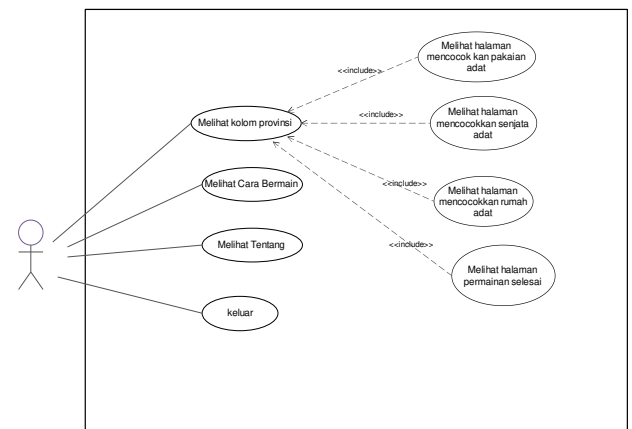 Melihat halaman
mencocok kan pakaian
adat
<<include>>
Melihat kolom provinsi
<<include>>
Melihat halaman
mencocokkan senjata
adat
Melihat Cara Bermain
<<include>>
Melihat halaman
mencocokkan rumah
adat
Melihat Tentang
<<include>>
Melihat halaman
permainan selesai
keluar